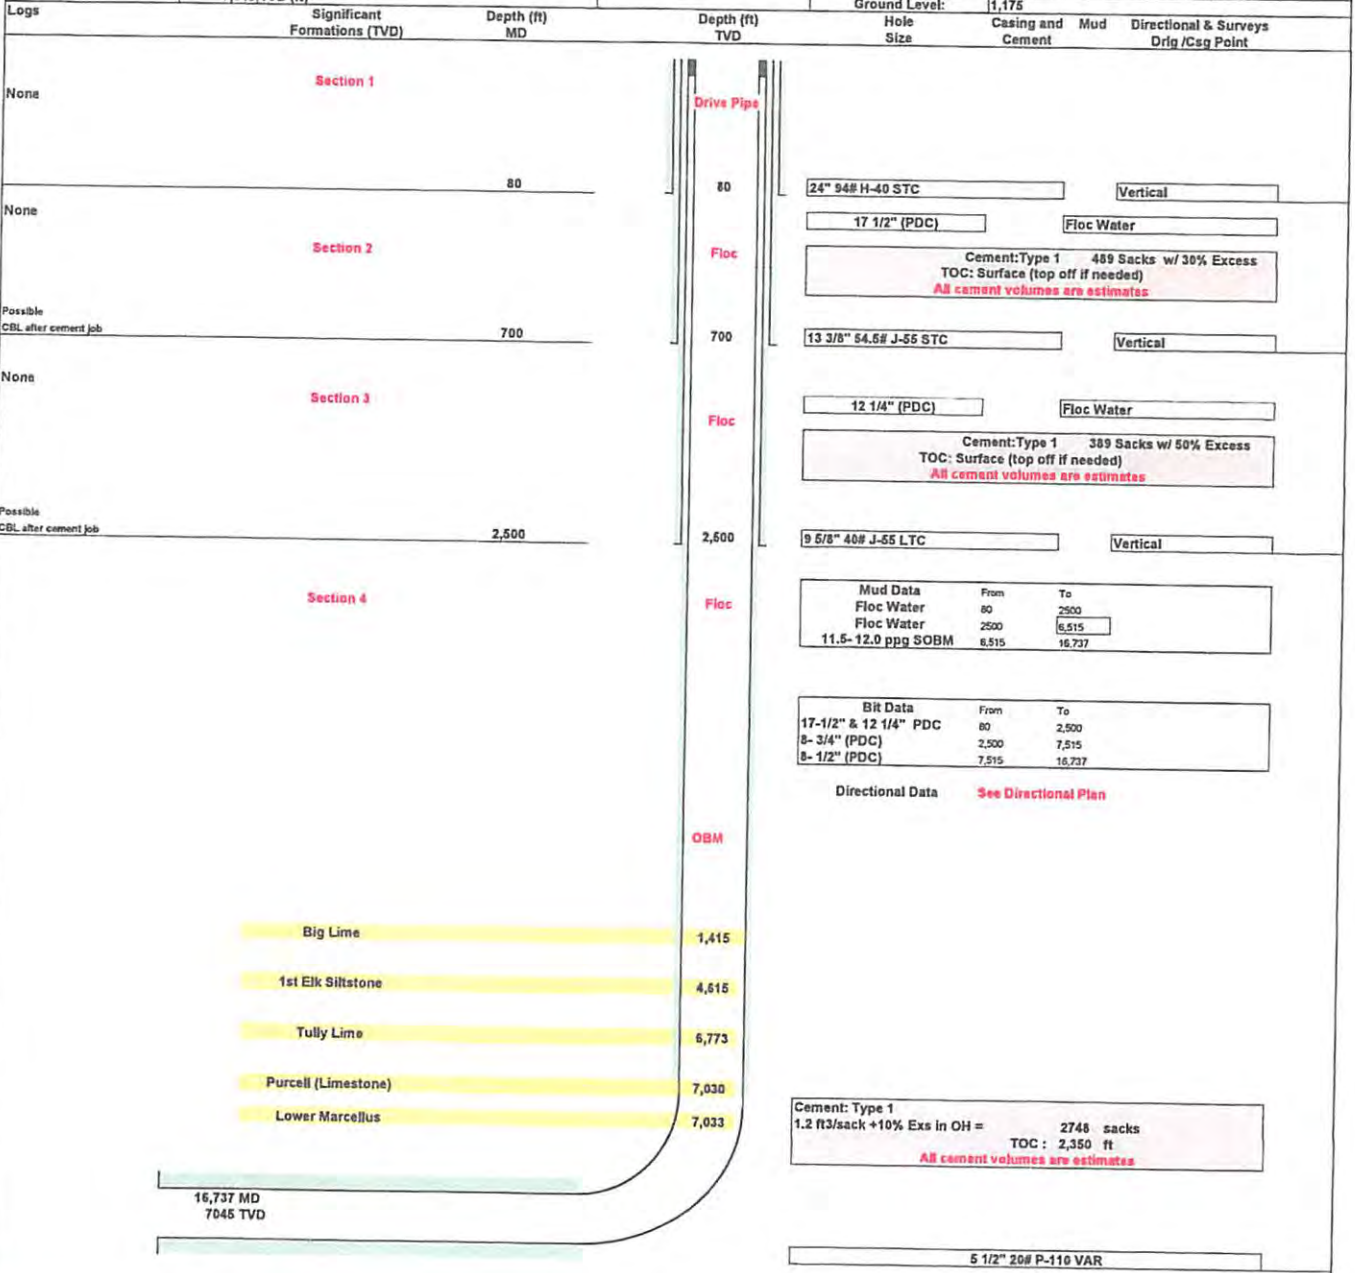 Ground Level: 1,175
Logs Significant Formations (TVD) Depth (ft) MD Depth (ft) TVD Hole Size Casing and Cement Mud Directional & Surveys Drlg /Csg Point
Section 1
None
Drive Pipe
80 80 24" 94# H-40 STC Vertical
None
17 1/2" (PDC) Floc Water
Section 2
Floc
Cement:Type 1 489 Sacks w/ 30% Excess
TOC: Surface (top off if needed)
All cement volumes are estimates
Possible
CBL after cement job
700 700 13 3/8" 54.5# J-55 STC Vertical
None
Section 3
12 1/4" (PDC) Floc Water
Floc
Cement:Type 1 389 Sacks w/ 50% Excess
TOC: Surface (top off if needed)
All cement volumes are estimates
Possible
CBL after cement job
2,500 2,500 9 5/8" 40# J-55 LTC Vertical
Section 4
Floc
Mud Data From To
Floc Water 80 2500
Floc Water 2500 6,515
11.5- 12.0 ppg SOBM 6,515 16,737
Bit Data From To
17-1/2" & 12 1/4" PDC 80 2,500
8- 3/4" (PDC) 2,500 7,515
8- 1/2" (PDC) 7,515 16,737
Directional Data See Directional Plan
OBM
Big Lime 1,415
1st Elk Siltstone 4,615
Tully Lime 6,773
Purcell (Limestone) 7,030
Lower Marcellus 7,033
Cement: Type 1
1.2 ft3/sack +10% Exs in OH = 2748 sacks
TOC : 2,350 ft
All cement volumes are estimates
16,737 MD
7045 TVD
5 1/2" 20# P-110 VAR